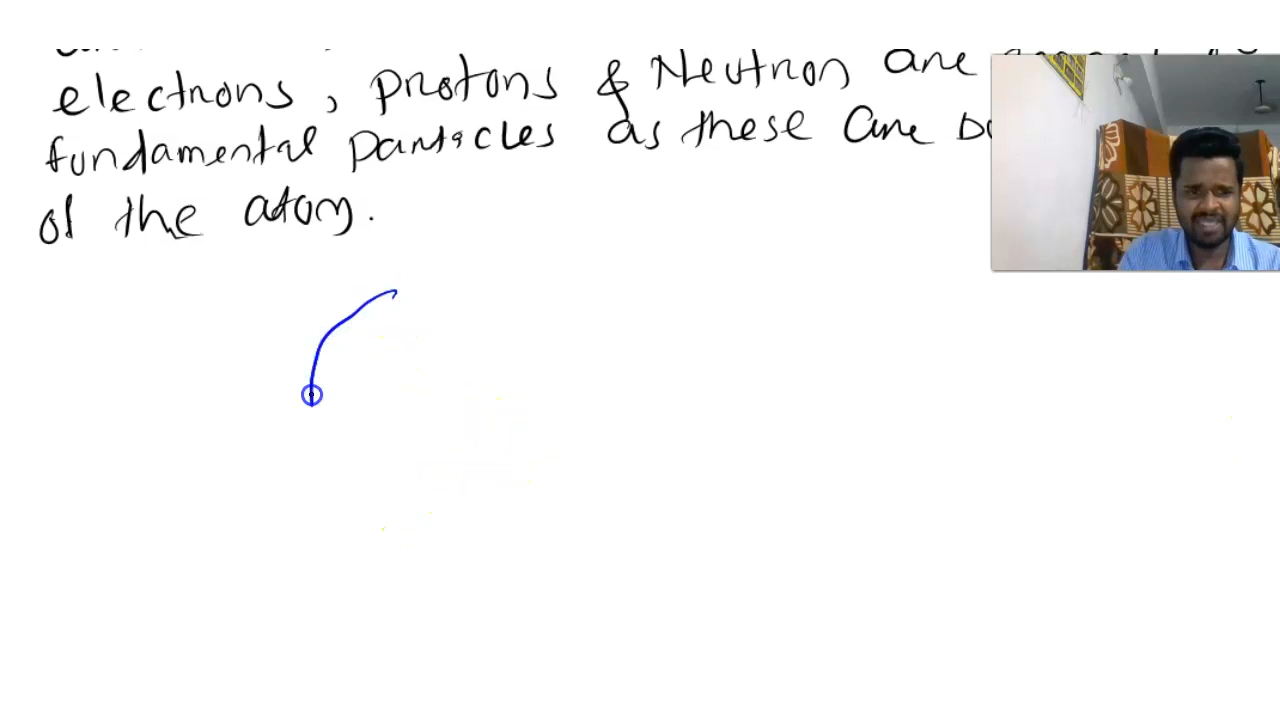 electrons, protons & Neutron are
fundamental particles as these are
of the atom.